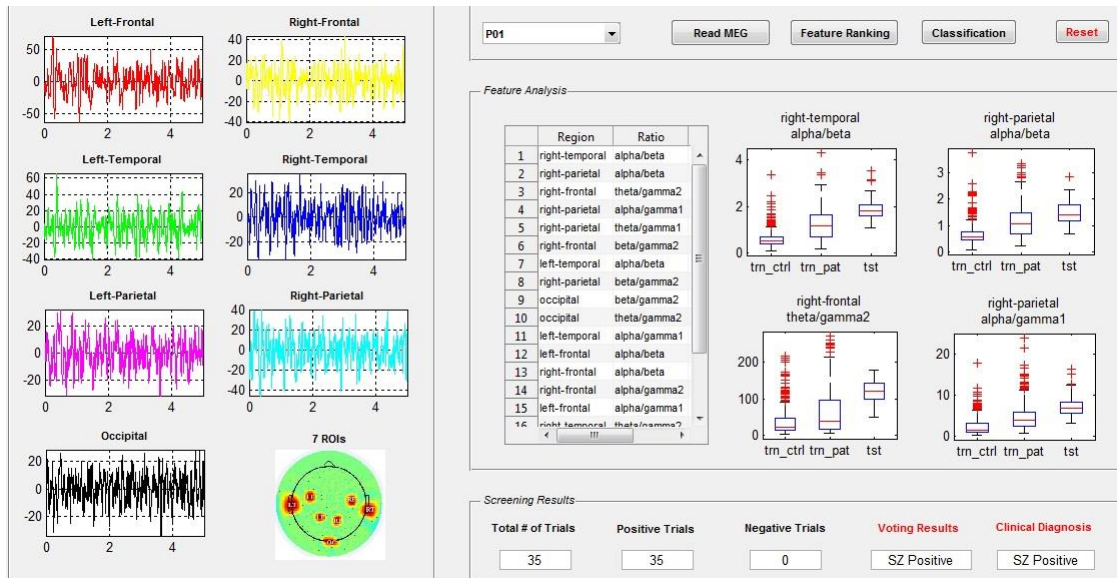 Left-Frontal
50
0
-50
0 2 4
Right-Frontal
40
20
0
-20
-40
0 2 4
Left-Temporal
60
40
20
0
-20
-40
0 2 4
Right-Temporal
20
0
-20
0 2 4
Left-Parietal
20
0
-20
0 2 4
Right-Parietal
40
20
0
-20
-40
0 2 4
Occipital
20
0
-20
0 2 4
7 ROIs
LT
RT
P01
Read MEG
Feature Ranking
Classification
Reset
Feature Analysis
Region Ratio
1 right-temporal alpha/beta
2 right-parietal alpha/beta
3 right-frontal theta/gamma2
4 right-parietal alpha/gamma1
5 right-parietal theta/gamma1
6 right-frontal beta/gamma2
7 left-temporal alpha/beta
8 right-parietal beta/gamma2
9 occipital beta/gamma2
10 occipital theta/gamma2
11 left-temporal alpha/gamma1
12 left-frontal alpha/beta
13 right-frontal alpha/beta
14 right-frontal alpha/gamma2
15 left-frontal alpha/gamma1
16 right-temporal theta/gamma2
right-temporal
alpha/beta
4
2
0
trn_ctrl trn_pat tst
right-parietal
alpha/beta
3
2
1
0
trn_ctrl trn_pat tst
right-frontal
theta/gamma2
200
100
0
trn_ctrl trn_pat tst
right-parietal
alpha/gamma1
20
10
0
trn_ctrl trn_pat tst
Screening Results
Total # of Trials
35
Positive Trials
35
Negative Trials
0
Voting Results
SZ Positive
Clinical Diagnosis
SZ Positive